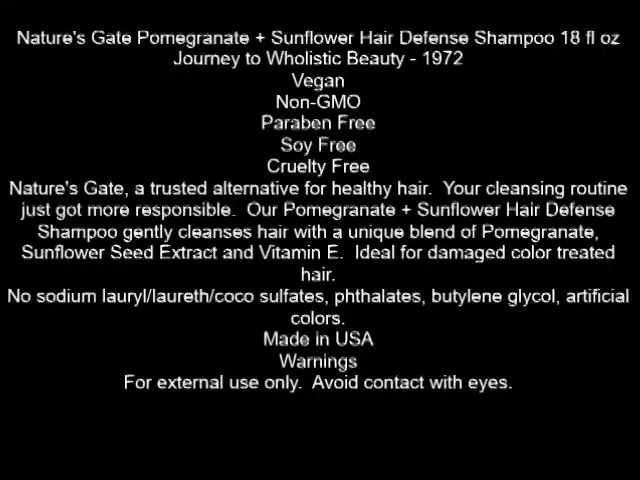 Nature's Gate Pomegranate + Sunflower Hair Defense Shampoo 18 fl oz
Journey to Wholistic Beauty - 1972
Vegan
Non-GMO
Paraben Free
Soy Free
Cruelty Free
Nature's Gate, a trusted alternative for healthy hair.  Your cleansing routine
just got more responsible.  Our Pomegranate + Sunflower Hair Defense
Shampoo gently cleanses hair with a unique blend of Pomegranate,
Sunflower Seed Extract and Vitamin E.  Ideal for damaged color treated
hair.
No sodium lauryl/laureth/coco sulfates, phthalates, butylene glycol, artificial
colors.
Made in USA
Warnings
For external use only.  Avoid contact with eyes.